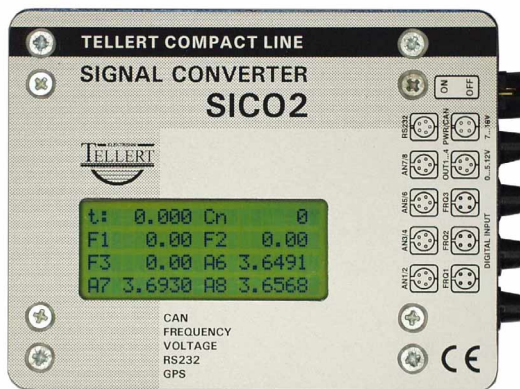 TELLERT COMPACT LINE
SIGNAL CONVERTER
SICO2
ELECTRONIC
TELLERT
ON
OFF
RS232
PWR/CAN
7...16V
AN7/8
OUT1...4
0...5,12V
AN5/6
FRQ3
AN3/4
FRQ2
DIGITAL INPUT
AN1/2
FRQ1
t: 0.000 Cn 0
F1 0.00 F2 0.00
F3 0.00 A6 3.6491
A7 3.6930 A8 3.6568
CAN
FREQUENCY
VOLTAGE
RS232
GPS
CE